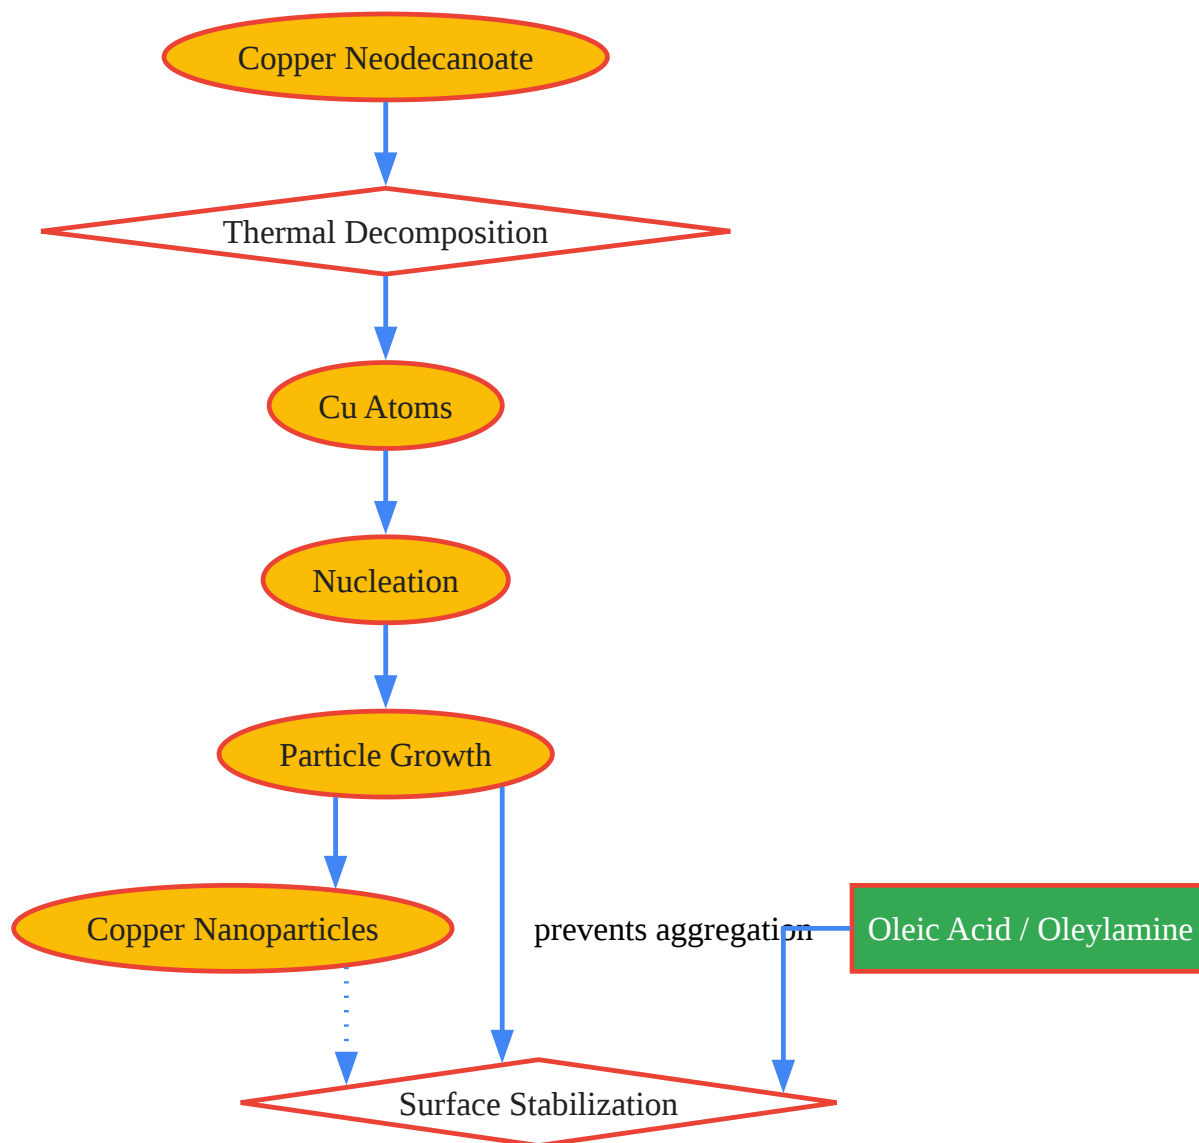 Copper Neodecanoate
Thermal Decomposition
Cu Atoms
Nucleation
Particle Growth
Copper Nanoparticles
prevents aggregation
Oleic Acid / Oleylamine
Surface Stabilization